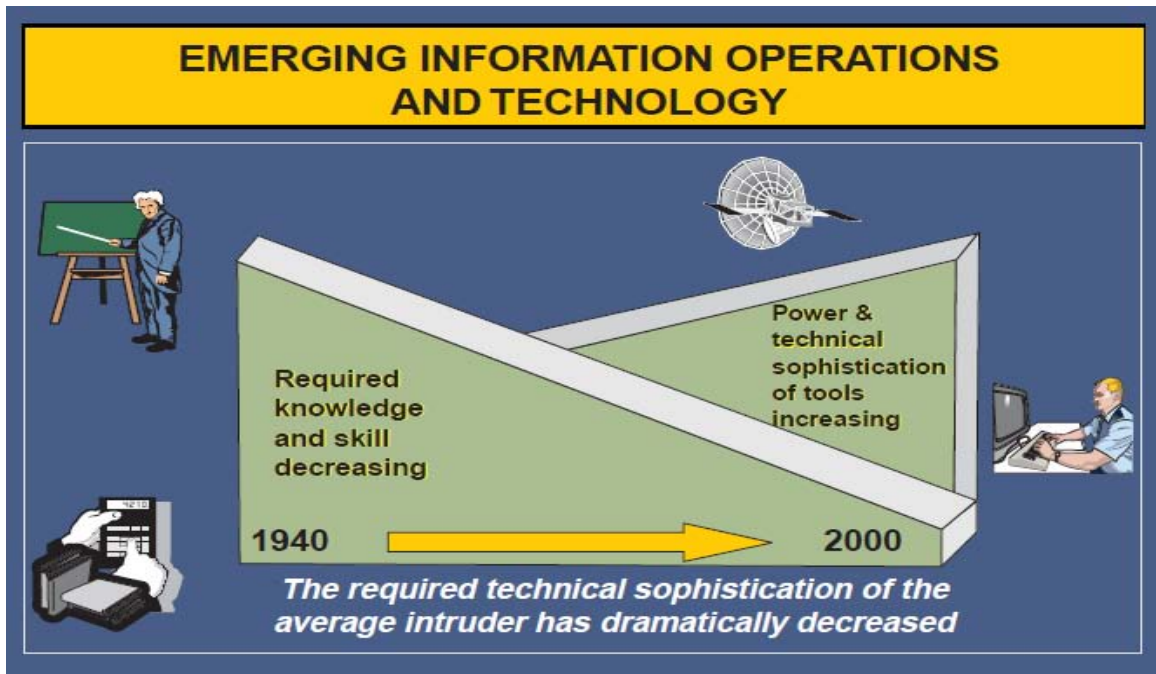 EMERGING INFORMATION OPERATIONS
AND TECHNOLOGY
Required
knowledge
and skill
decreasing
Power &
technical
sophistication
of tools
increasing
1940
2000
The required technical sophistication of the
average intruder has dramatically decreased
4210